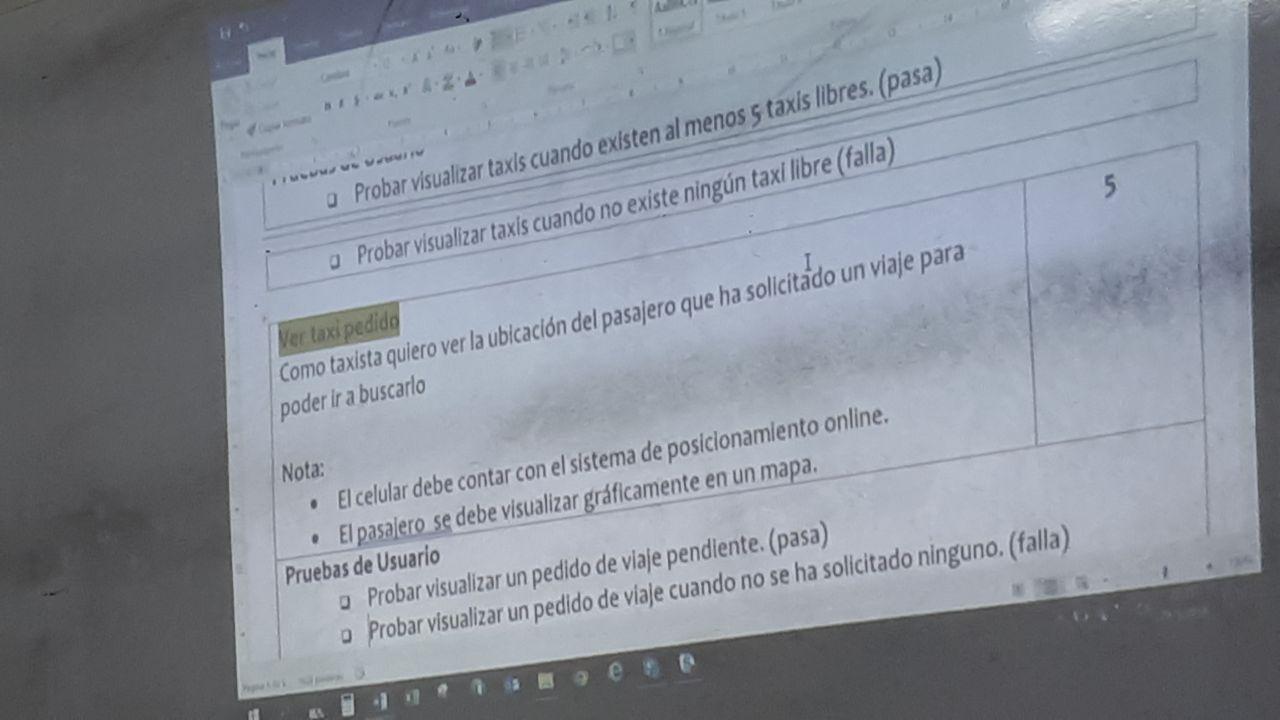 Copiar formato
Pruebas de Usuario
❑ Probar visualizar taxis cuando existen al menos 5 taxis libres. (pasa)
❑ Probar visualizar taxis cuando no existe ningún taxi libre (falla)
Ver taxi pedido
5
Como taxista quiero ver la ubicación del pasajero que ha solicitado un viaje para
poder ir a buscarlo
Nota:
• El celular debe contar con el sistema de posicionamiento online.
• El pasajero se debe visualizar gráficamente en un mapa.
Pruebas de Usuario
❑ Probar visualizar un pedido de viaje pendiente. (pasa)
❑ Probar visualizar un pedido de viaje cuando no se ha solicitado ninguno. (falla)